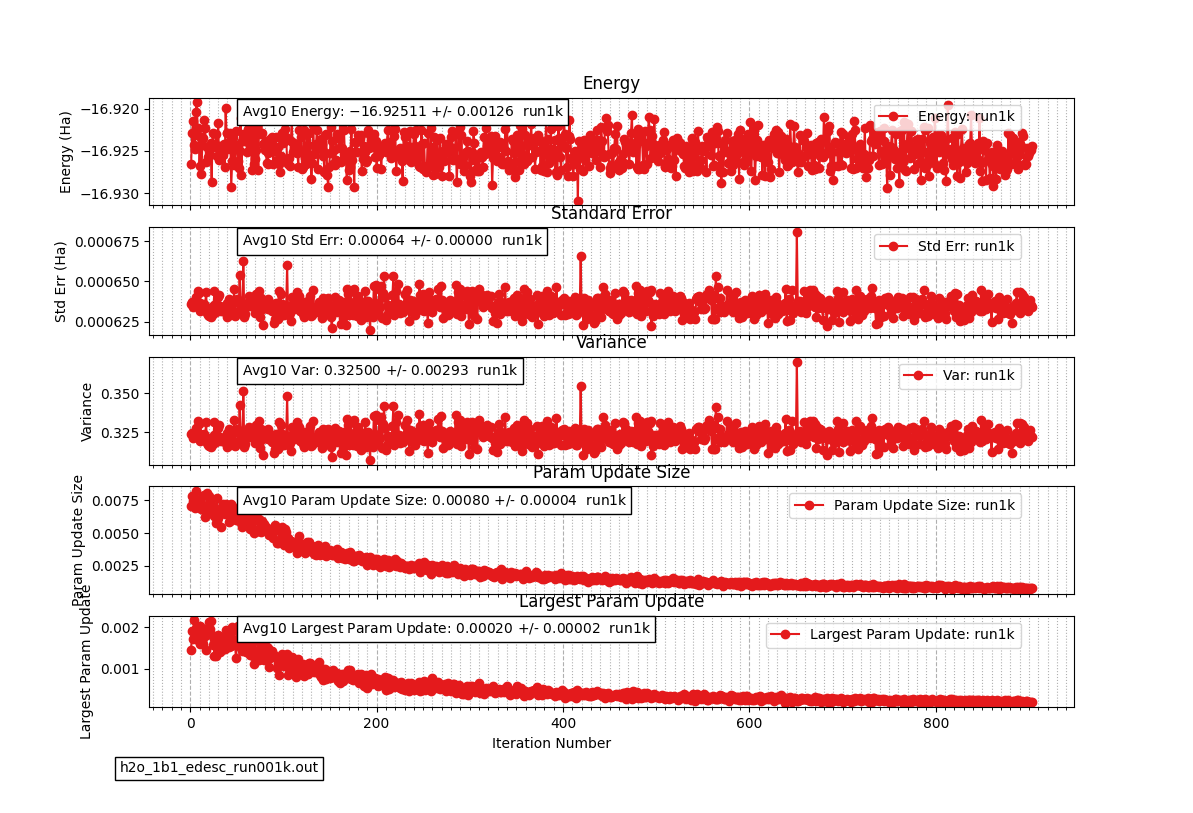 Energy
Energy (Ha)
−16.920
−16.925
−16.930
Avg10 Energy: −16.92511 +/- 0.00126 run1k
Energy: run1k
Standard Error
Std Err (Ha)
0.000675
0.000650
0.000625
Avg10 Std Err: 0.00064 +/- 0.00000 run1k
Std Err: run1k
Variance
Variance
0.350
0.325
Avg10 Var: 0.32500 +/- 0.00293 run1k
Var: run1k
Param Update Size
Param Update Size
0.0075
0.0050
0.0025
Avg10 Param Update Size: 0.00080 +/- 0.00004 run1k
Param Update Size: run1k
Largest Param Update
Largest Param Update
0.002
0.001
Avg10 Largest Param Update: 0.00020 +/- 0.00002 run1k
Largest Param Update: run1k
0 200 400 600 800
Iteration Number
h2o_1b1_edesc_run001k.out